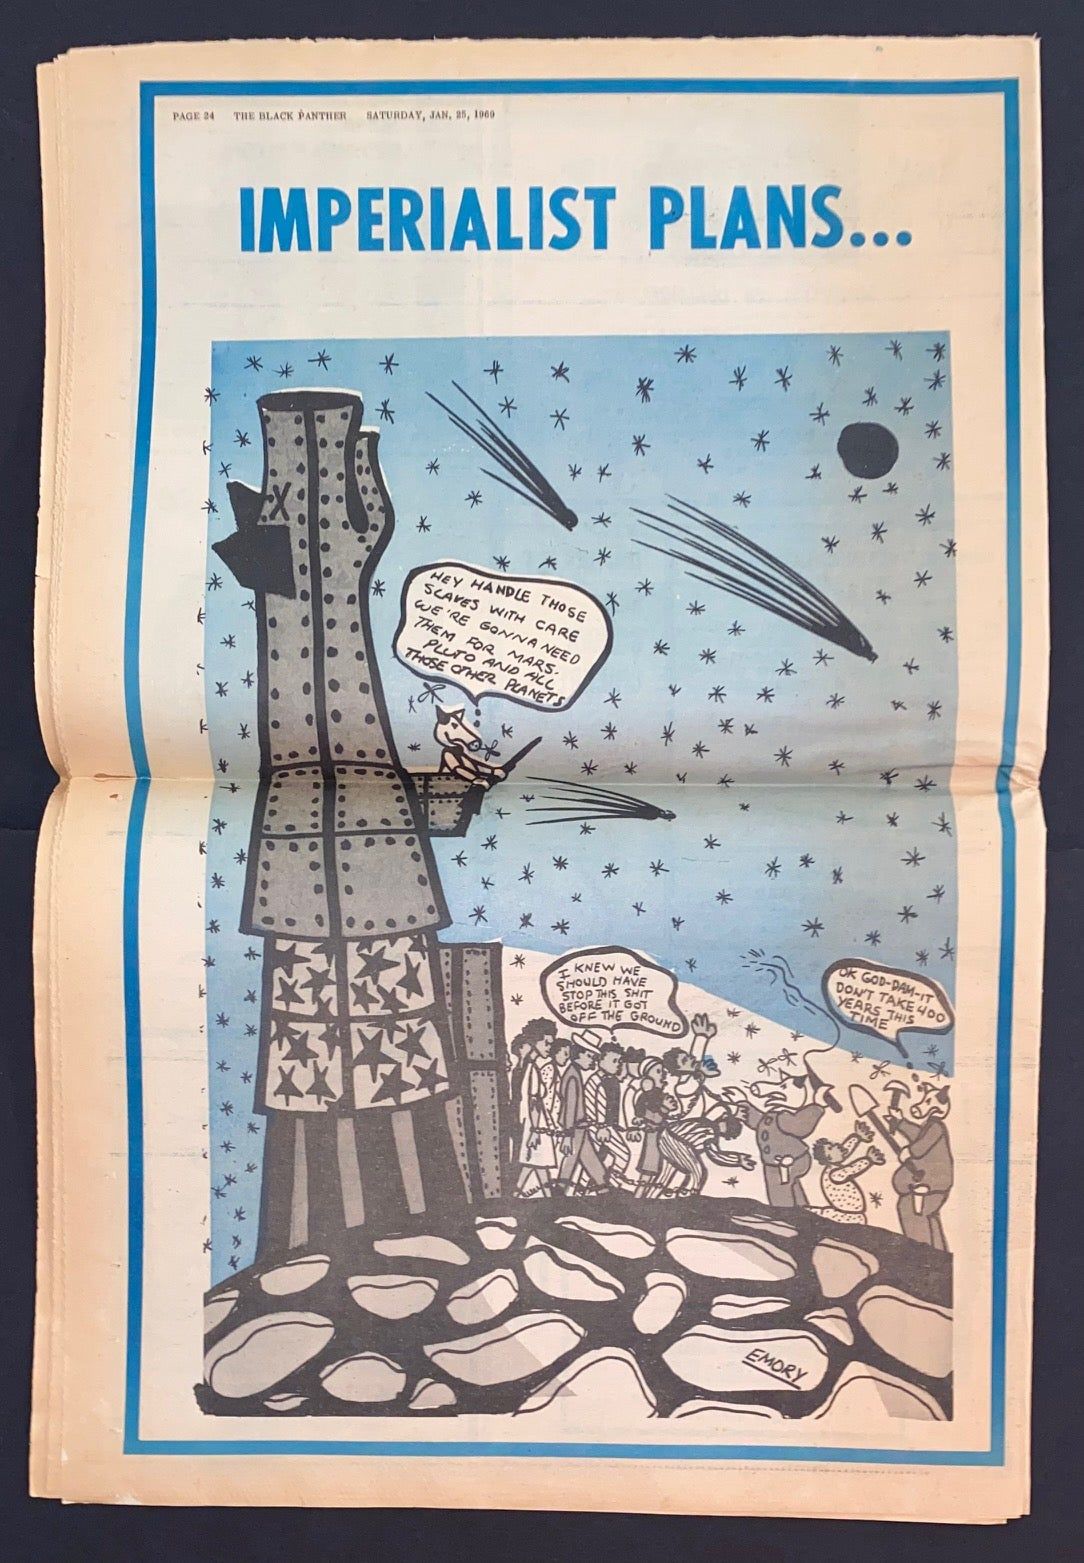 PAGE 24 THE BLACK PANTHER SATURDAY, JAN, 25, 1969
IMPERIALIST PLANS...
HEY HANDLE THOSE
SLAVES WITH CARE
WE'RE GONNA NEED
THEM FOR MARS.
PLUTO AND ALL
THOSE OTHER PLANETS
I KNEW WE
SHOULD HAVE
STOP THIS SHIT
BEFORE IT GOT
OFF THE GROUND
OK GOD-DAM-IT
DON'T TAKE 400
YEARS THIS
TIME
X
EMORY